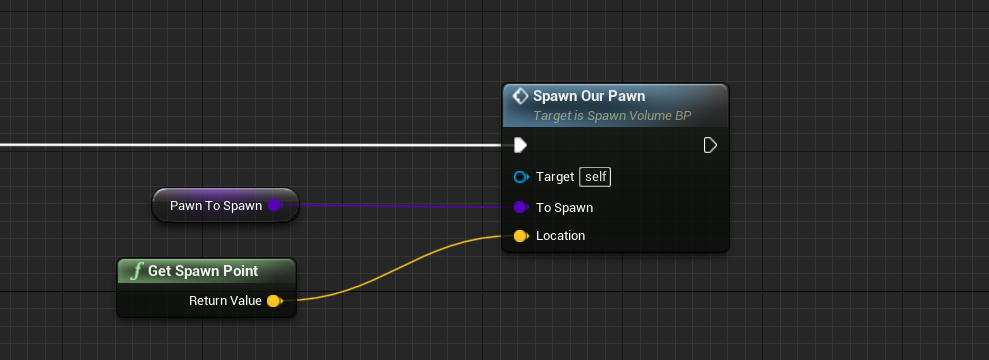 Spawn Our Pawn
Target is Spawn Volume BP
Target self
Pawn To Spawn
To Spawn
Location
f Get Spawn Point
Return Value